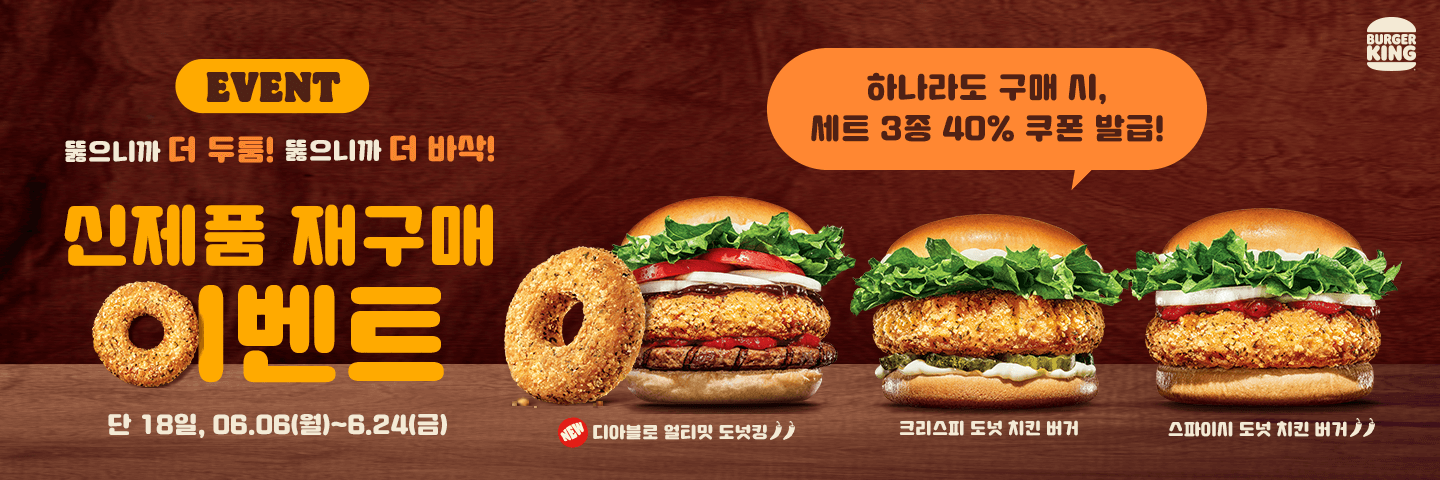 EVENT
뚫으니까 더 두툼! 뚫으니까 더 바삭!
신제품 재구매
이벤트
단 18일, 06.06(월)~6.24(금)
하나라도 구매 시,
세트 3종 40% 쿠폰 발급!
BURGER
KING
NEW 디아블로 얼티밋 도넛킹
크리스피 도넛 치킨 버거
스파이시 도넛 치킨 버거